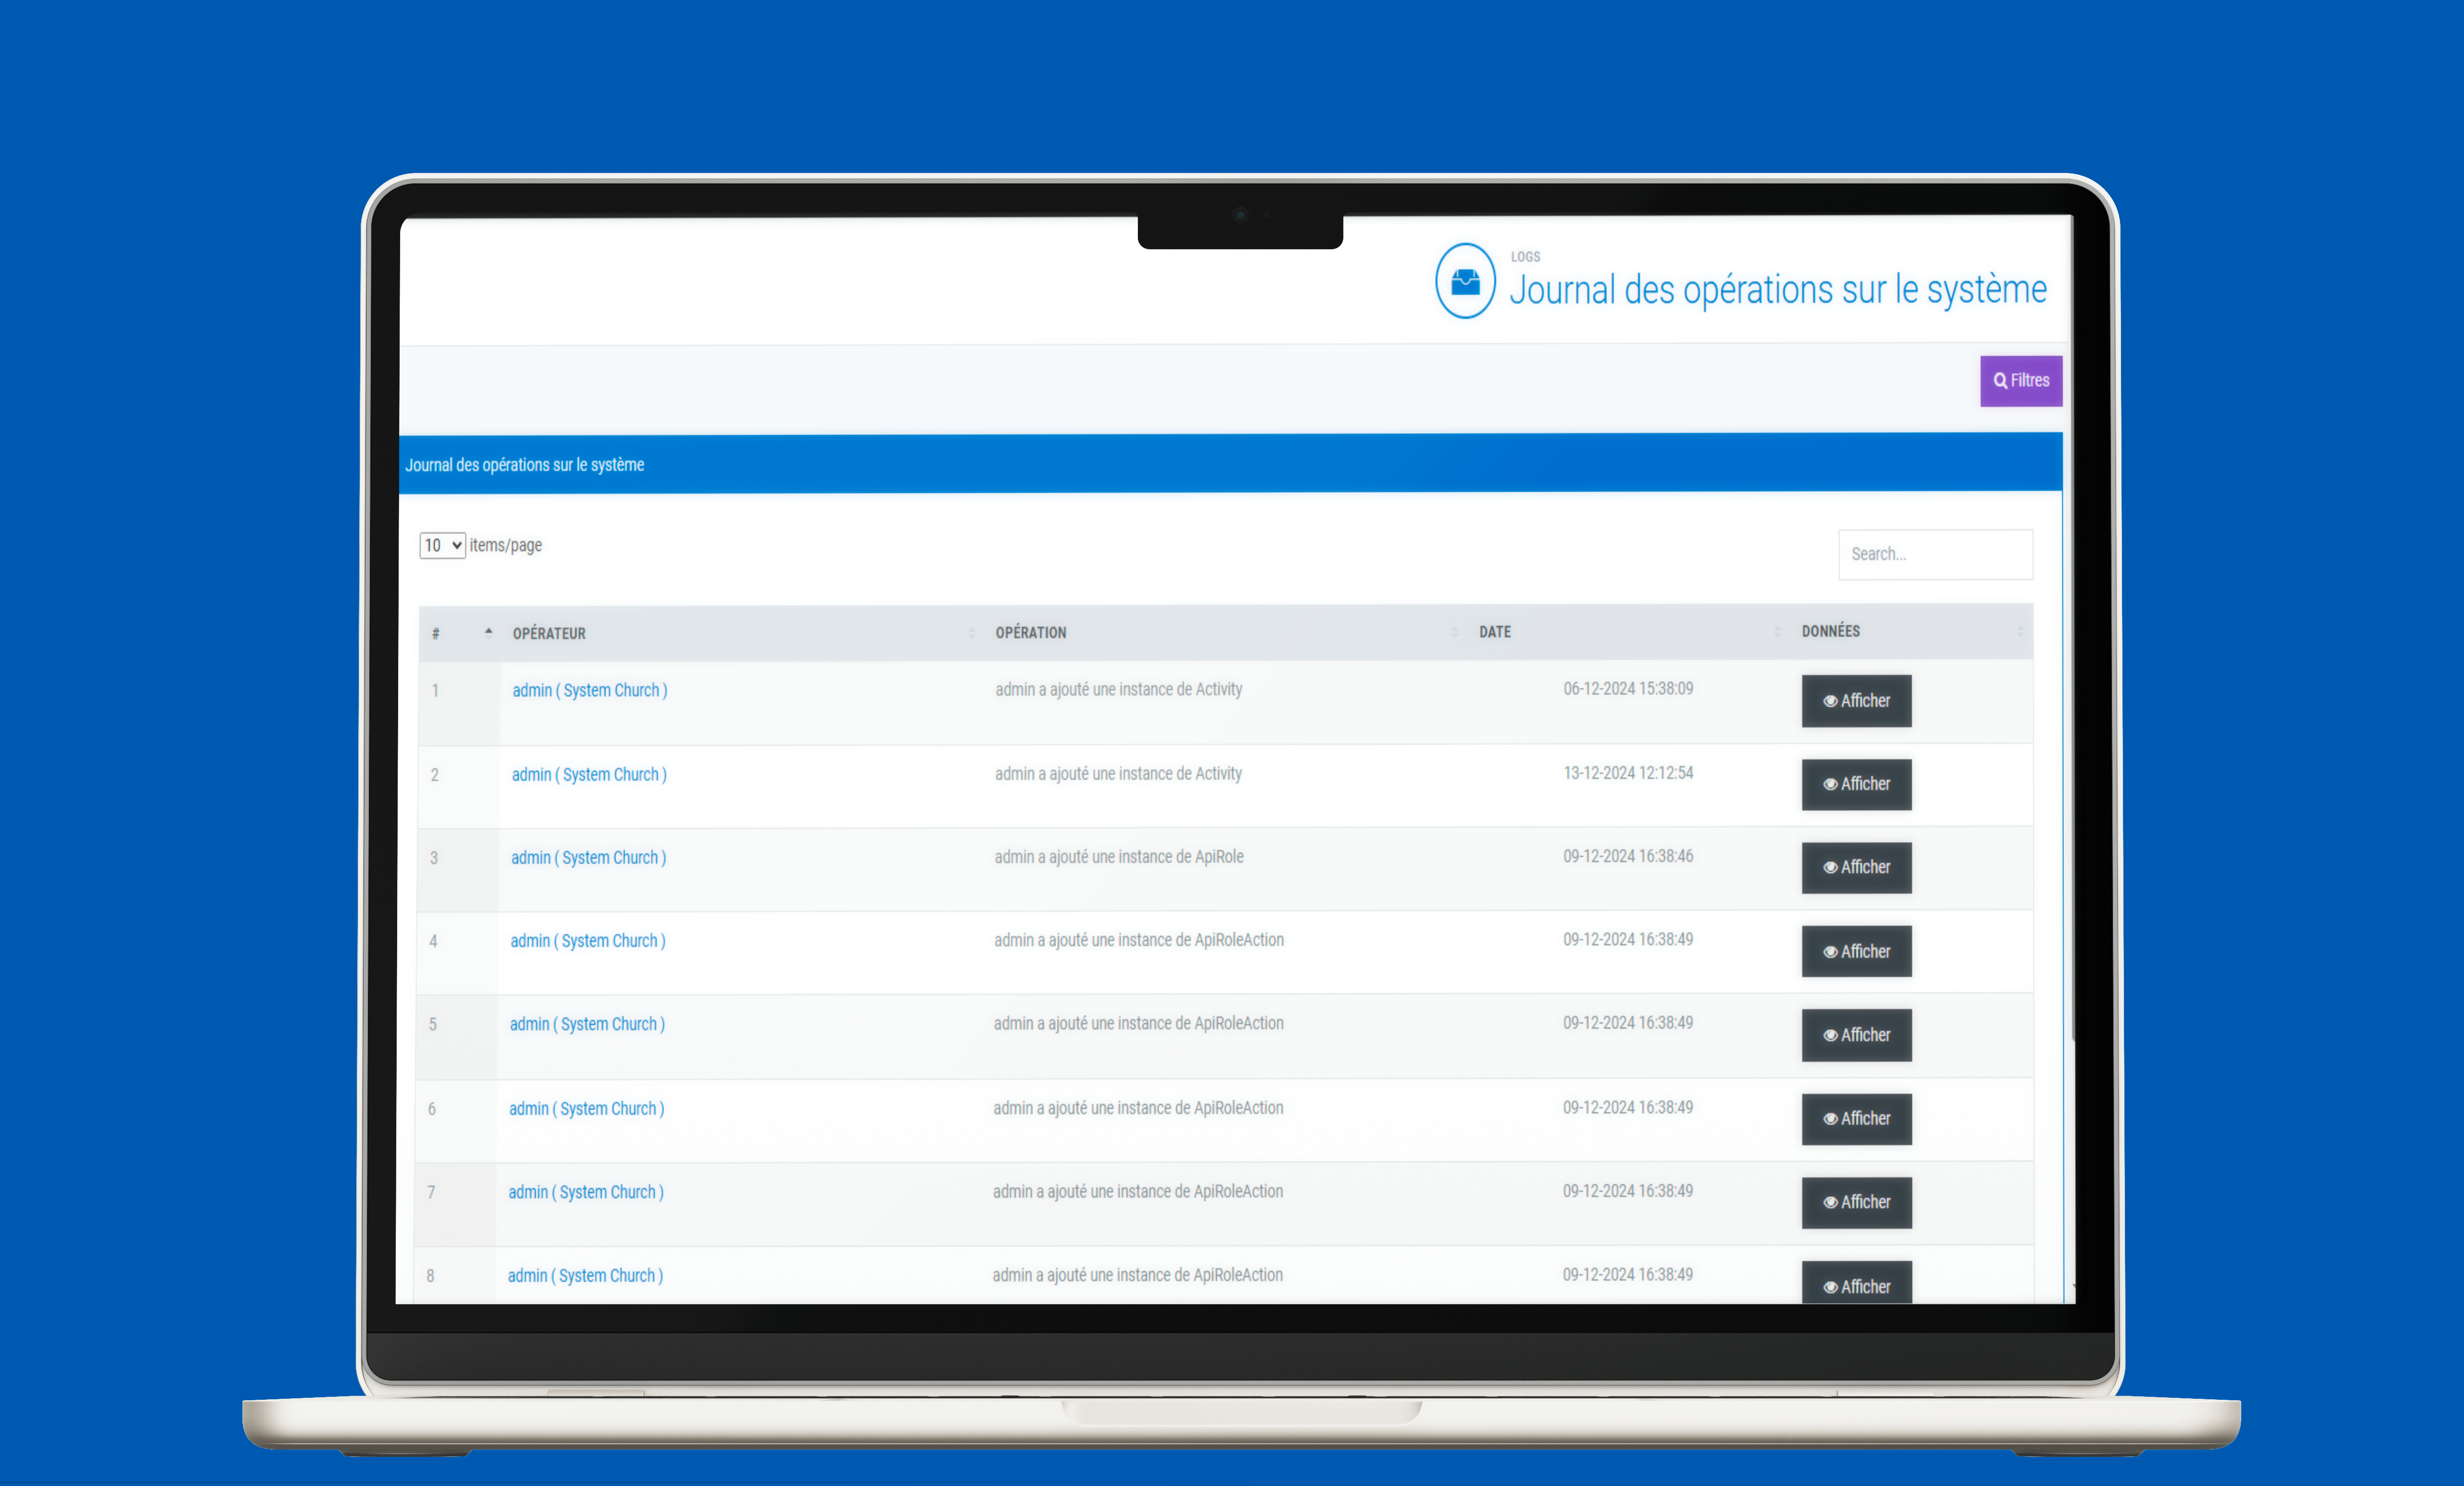 LOGS
Journal des opérations sur le système
Filtres
Journal des opérations sur le système
10 items/page
Search...
# OPÉRATEUR OPÉRATION DATE DONNÉES
1 admin ( System Church ) admin a ajouté une instance de Activity 06-12-2024 15:38:09 Afficher
2 admin ( System Church ) admin a ajouté une instance de Activity 13-12-2024 12:12:54 Afficher
3 admin ( System Church ) admin a ajouté une instance de ApiRole 09-12-2024 16:38:46 Afficher
4 admin ( System Church ) admin a ajouté une instance de ApiRoleAction 09-12-2024 16:38:49 Afficher
5 admin ( System Church ) admin a ajouté une instance de ApiRoleAction 09-12-2024 16:38:49 Afficher
6 admin ( System Church ) admin a ajouté une instance de ApiRoleAction 09-12-2024 16:38:49 Afficher
7 admin ( System Church ) admin a ajouté une instance de ApiRoleAction 09-12-2024 16:38:49 Afficher
8 admin ( System Church ) admin a ajouté une instance de ApiRoleAction 09-12-2024 16:38:49 Afficher